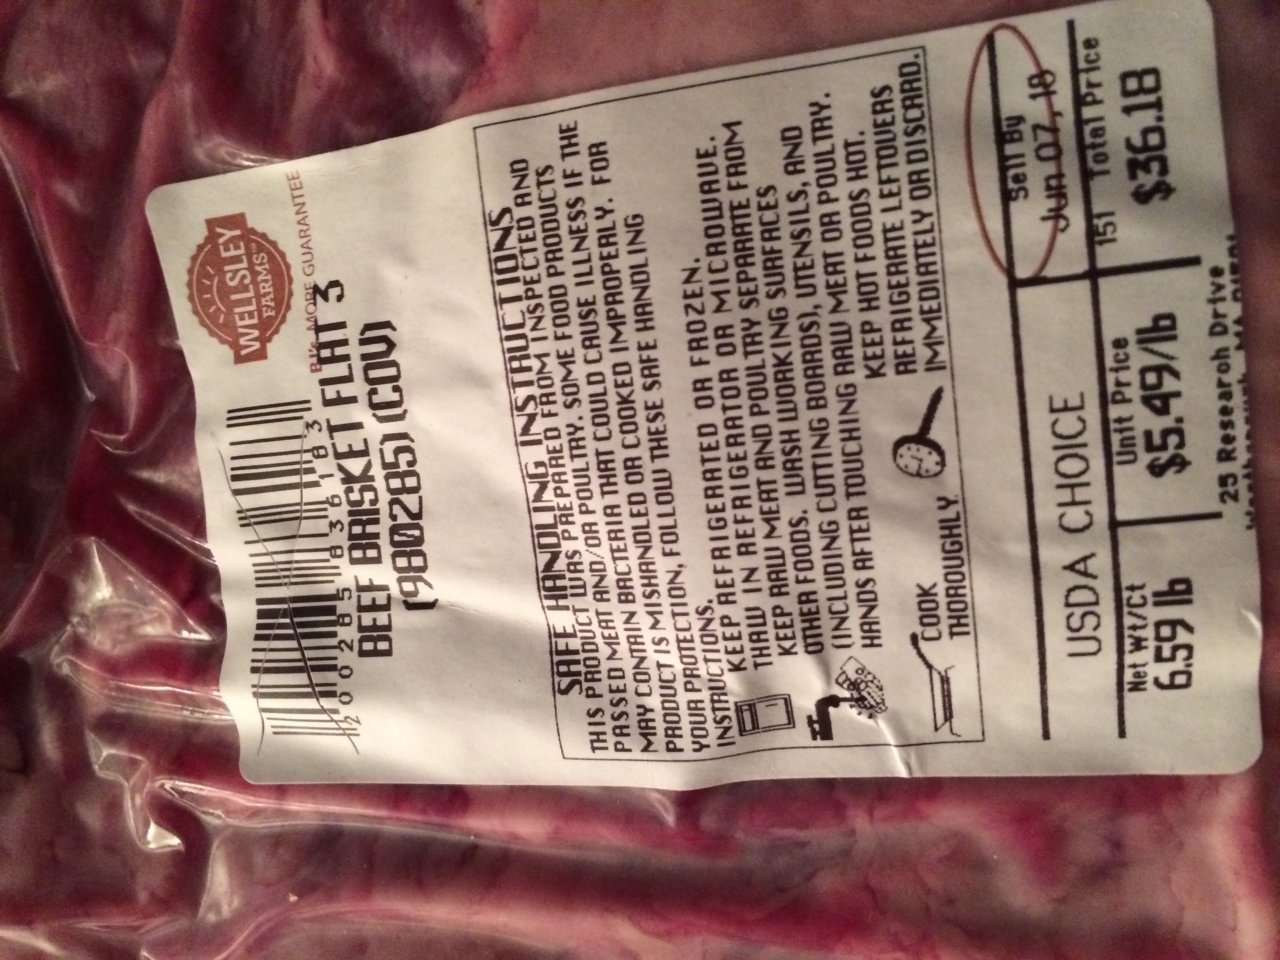 WELLSLEY
FARMS™
BJ's MORE GUARANTEE
2 00285 83618 3
BEEF BRISKET FLAT 3
(980285)(COV)
SAFE HANDLING INSTRUCTIONS
THIS PRODUCT WAS PREPARED FROM INSPECTED AND
PASSED MEAT AND/OR POULTRY. SOME FOOD PRODUCTS
MAY CONTAIN BACTERIA THAT COULD CAUSE ILLNESS IF THE
PRODUCT IS MISHANDLED OR COOKED IMPROPERLY. FOR
YOUR PROTECTION, FOLLOW THESE SAFE HANDLING
INSTRUCTIONS.
KEEP REFRIGERATED OR FROZEN.
THAW IN REFRIGERATOR OR MICROWAVE.
KEEP RAW MEAT AND POULTRY SEPARATE FROM
OTHER FOODS. WASH WORKING SURFACES
(INCLUDING CUTTING BOARDS), UTENSILS, AND
HANDS AFTER TOUCHING RAW MEAT OR POULTRY.
COOK
THOROUGHLY.
KEEP HOT FOODS HOT.
REFRIGERATE LEFTOVERS
IMMEDIATELY OR DISCARD.
USDA CHOICE
Sell By
Jun 07, 18
Net Wt/Ct
6.59 lb
Unit Price
$5.49/lb
151 Total Price
$36.18
25 Research Drive